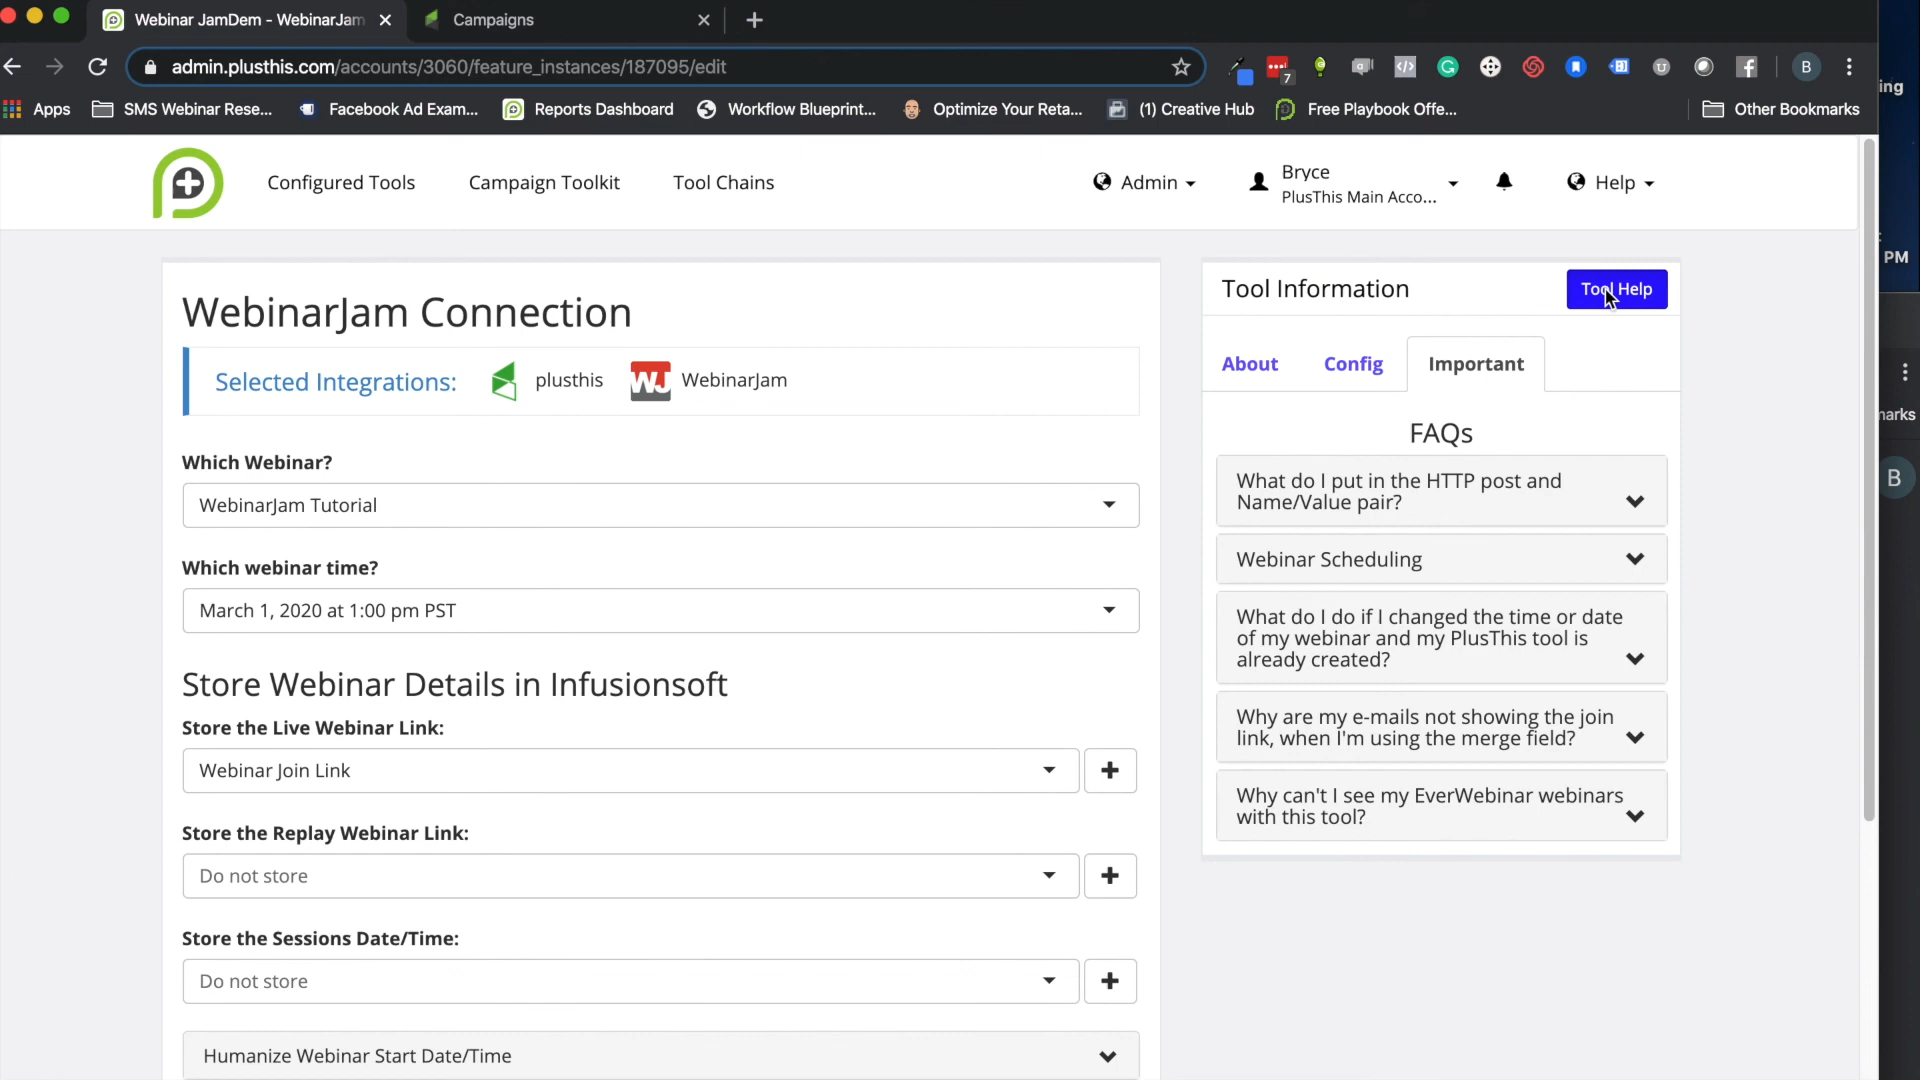 Webinar JamDem - WebinarJam
Campaigns
admin.plusthis.com/accounts/3060/feature_instances/187095/edit
7
B
Apps
SMS Webinar Rese...
Facebook Ad Exam...
Reports Dashboard
Workflow Blueprint...
Optimize Your Reta...
(1) Creative Hub
Free Playbook Offe...
Other Bookmarks
ing
PM
arks
B
Configured Tools
Campaign Toolkit
Tool Chains
Admin
Bryce
PlusThis Main Acco...
Help
WebinarJam Connection
Selected Integrations:
plusthis
WJ
WebinarJam
Which Webinar?
WebinarJam Tutorial
Which webinar time?
March 1, 2020 at 1:00 pm PST
Store Webinar Details in Infusionsoft
Store the Live Webinar Link:
Webinar Join Link
Store the Replay Webinar Link:
Do not store
Store the Sessions Date/Time:
Do not store
Humanize Webinar Start Date/Time
Tool Information
Tool Help
About
Config
Important
FAQs
What do I put in the HTTP post and
Name/Value pair?
Webinar Scheduling
What do I do if I changed the time or date
of my webinar and my PlusThis tool is
already created?
Why are my e-mails not showing the join
link, when I'm using the merge field?
Why can't I see my EverWebinar webinars
with this tool?